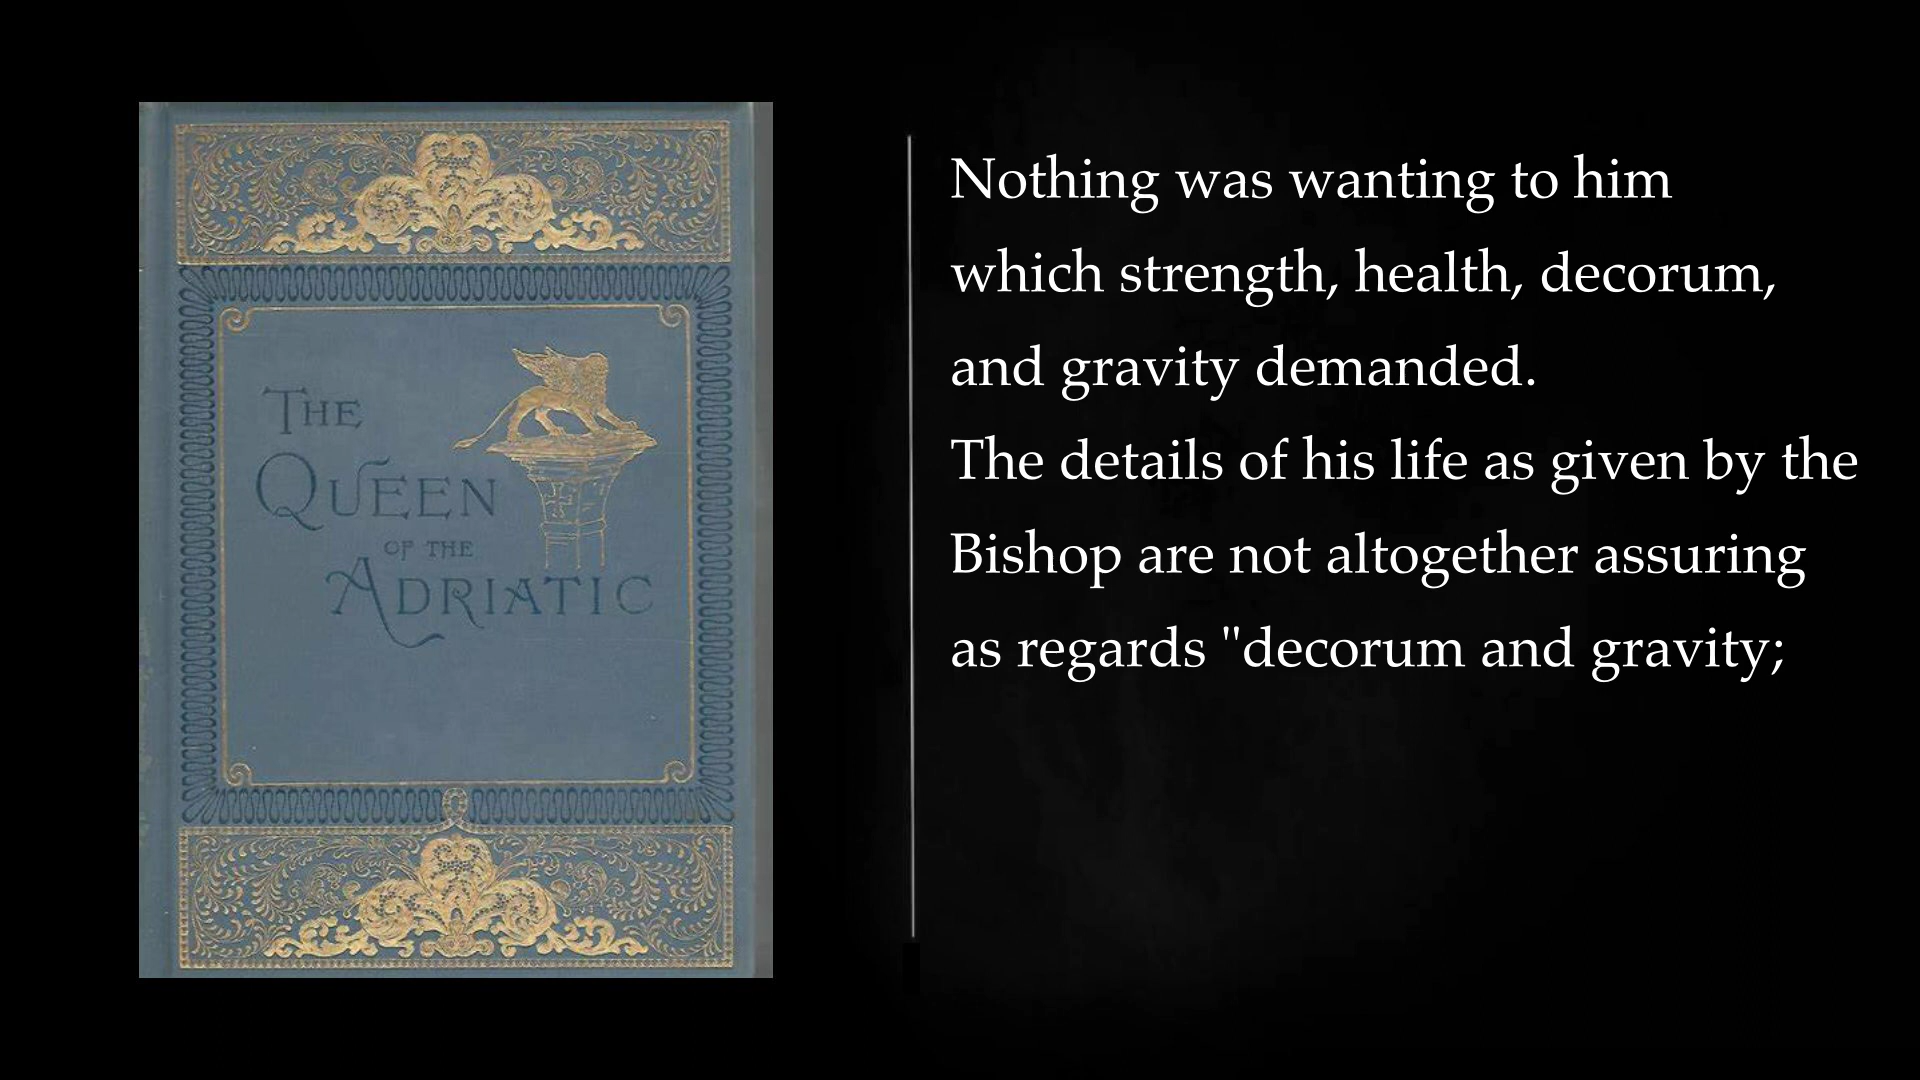 THE
QUEEN
OF THE
ADRIATIC
Nothing was wanting to him
which strength, health, decorum,
and gravity demanded.
The details of his life as given by the
Bishop are not altogether assuring
as regards "decorum and gravity;